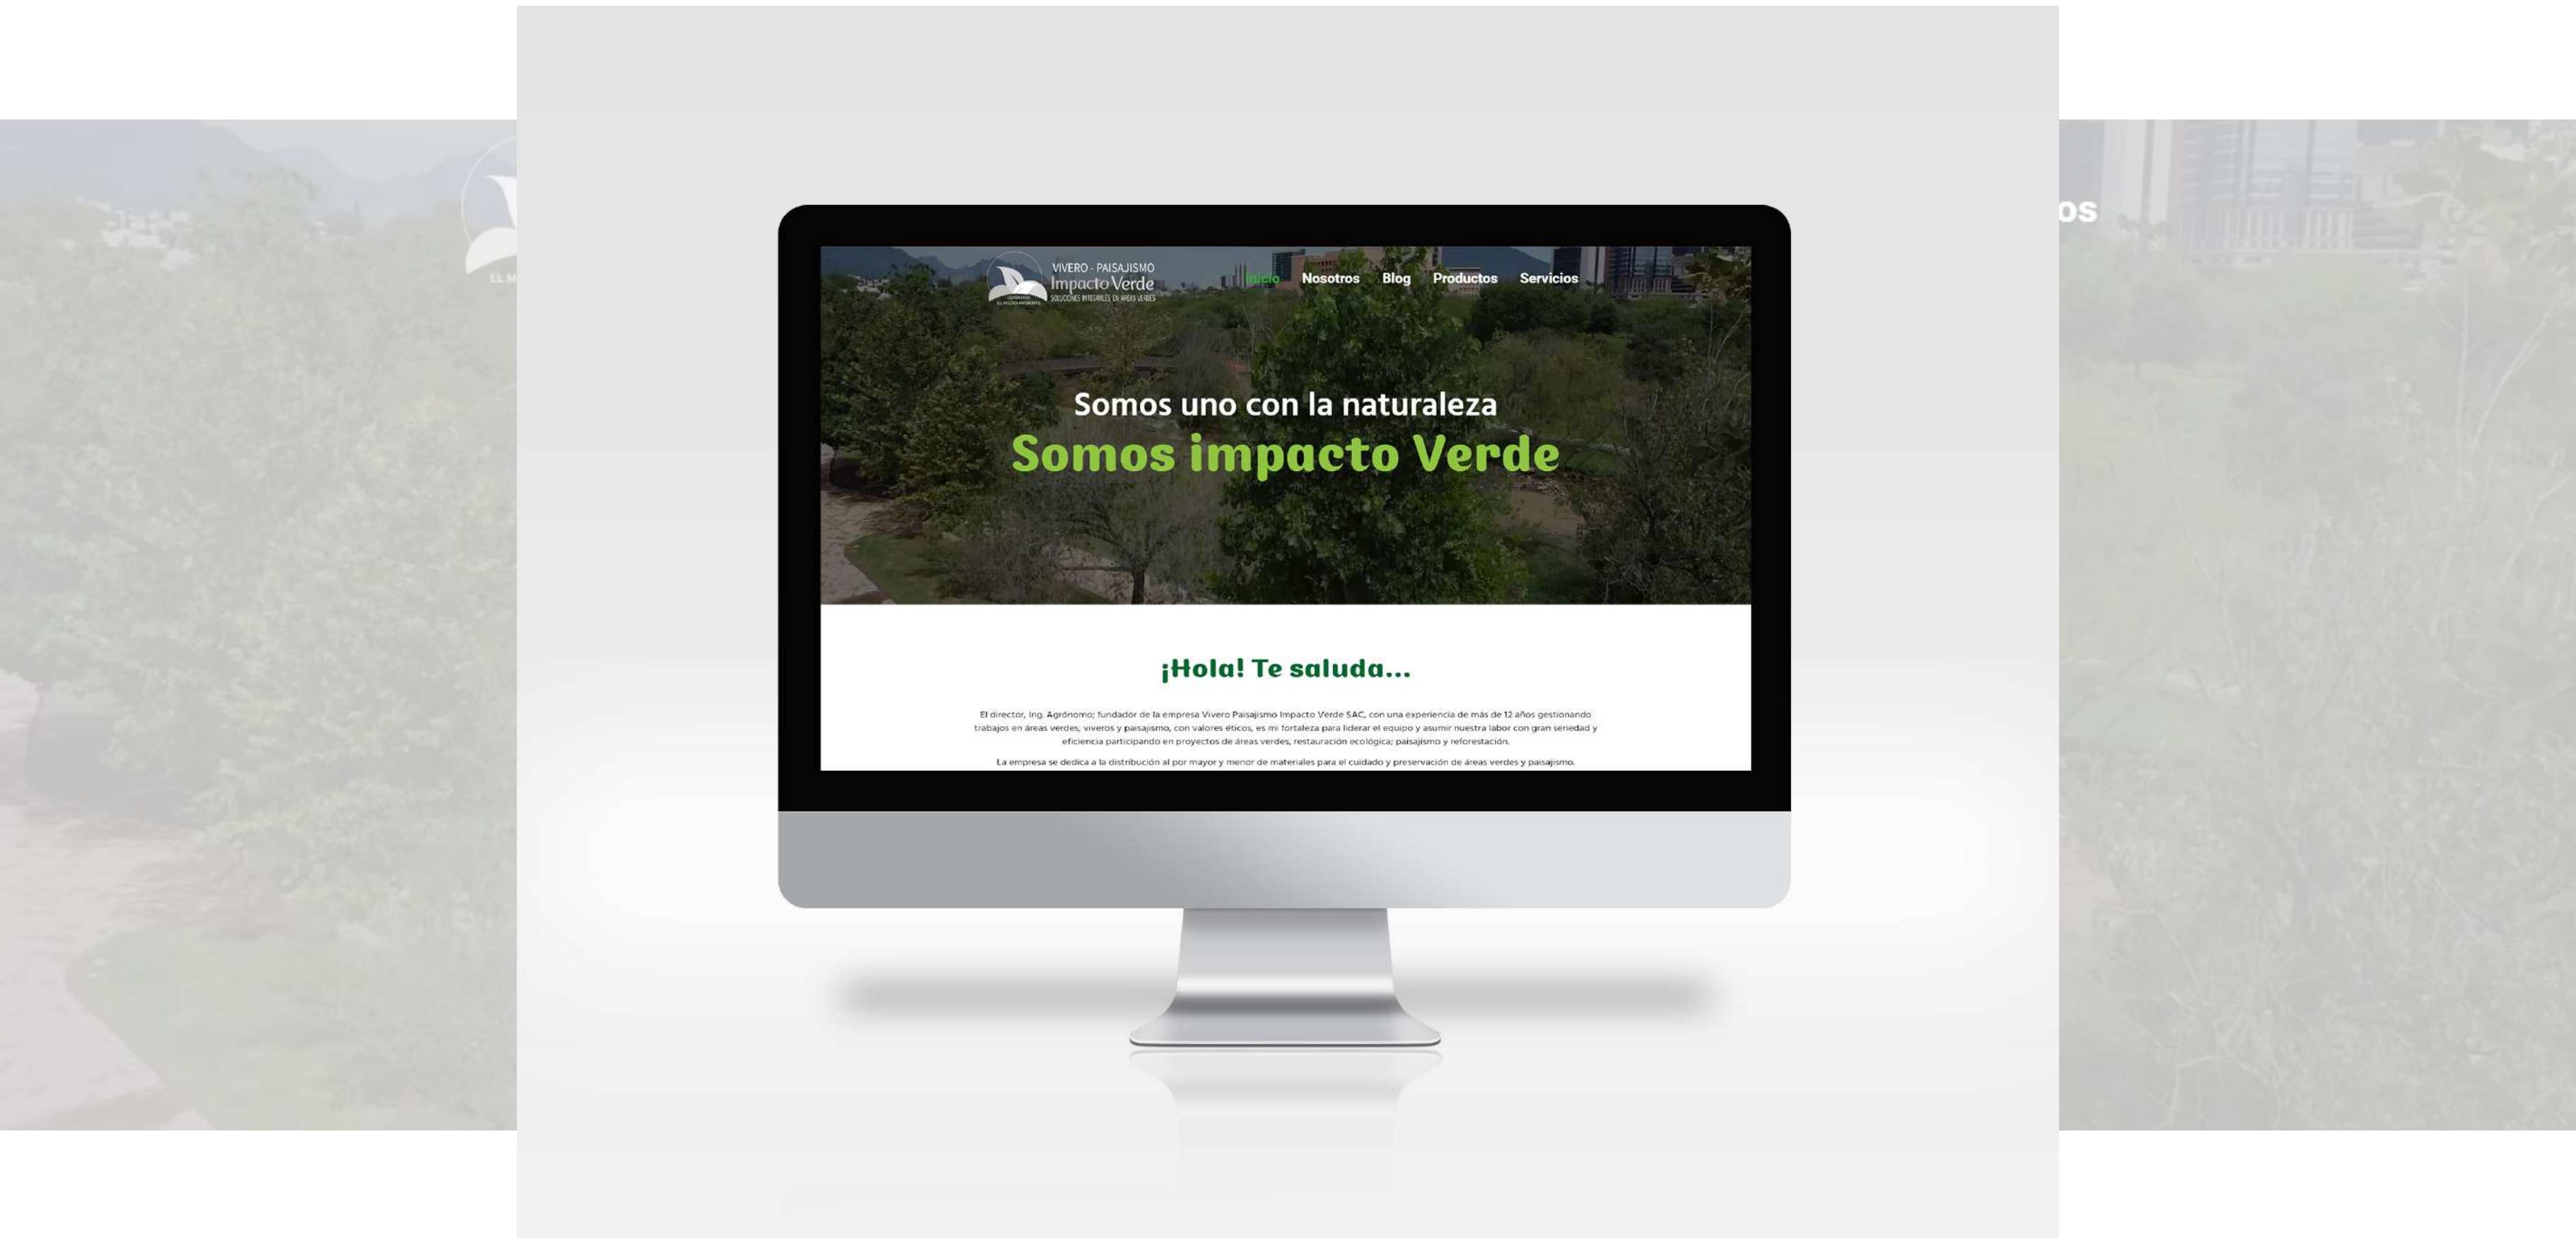 VIVERO - PAISAJISMO
Impacto Verde
SOLUCIONES INTEGRALES EN ÁREAS VERDES
EL MEDIO AMBIENTE
Inicio Nosotros Blog Productos Servicios
Somos uno con la naturaleza
Somos impacto Verde
¡Hola! Te saluda...
El director, Ing. Agrónomo; fundador de la empresa Vivero Paisajismo Impacto Verde SAC, con una experiencia de más de 12 años gestionando
trabajos en áreas verdes, viveros y paisajismo, con valores éticos, es mi fortaleza para liderar el equipo y asumir nuestra labor con gran seriedad y
eficiencia participando en proyectos de áreas verdes, restauración ecológica; paisajismo y reforestación.
La empresa se dedica a la distribución al por mayor y menor de materiales para el cuidado y preservación de áreas verdes y paisajismo.
EL M
os